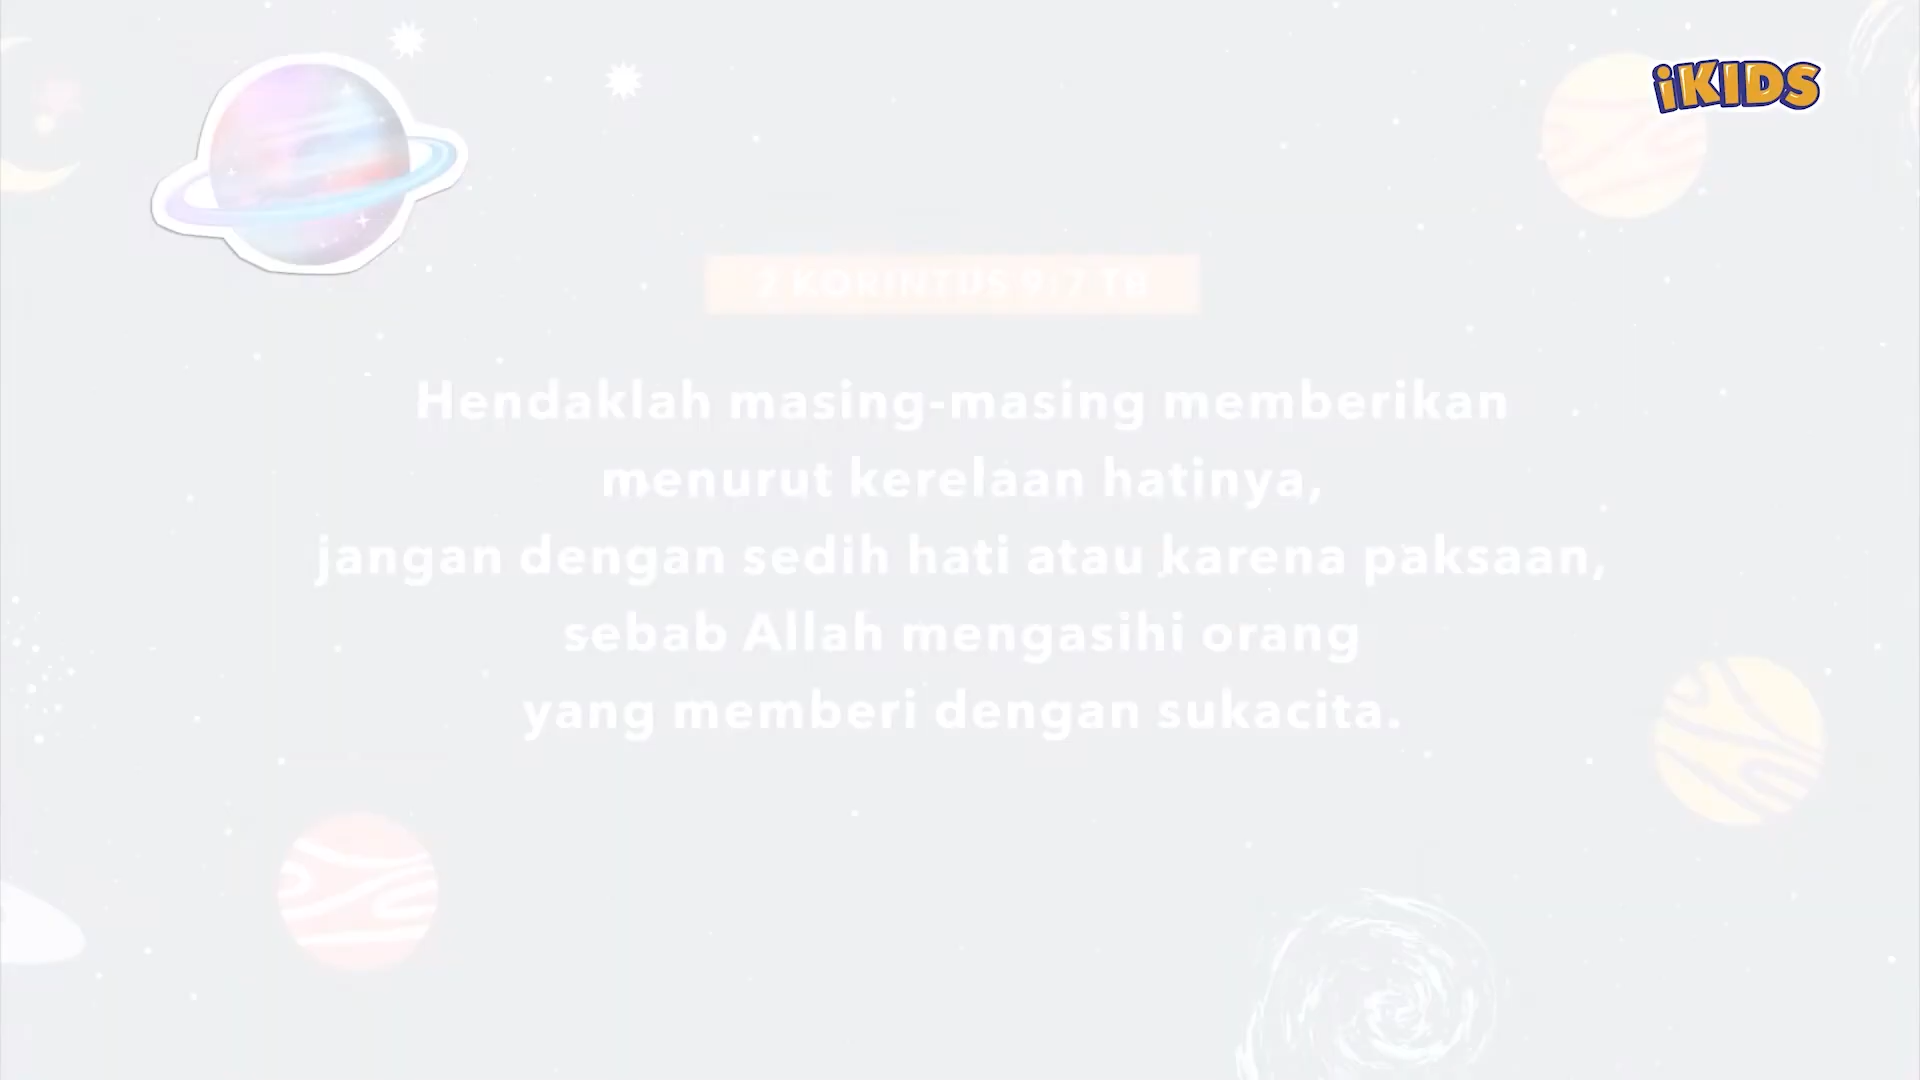 iKIDS
2 KORINTUS 9:7 TB
Hendaklah masing-masing memberikan
menurut kerelaan hatinya,
jangan dengan sedih hati atau karena paksaan,
sebab Allah mengasihi orang
yang memberi dengan sukacita.